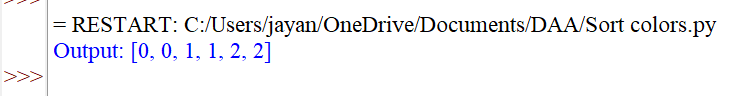 >>>
= RESTART: C:/Users/jayan/OneDrive/Documents/DAA/Sort colors.py
Output: [0, 0, 1, 1, 2, 2]
>>>